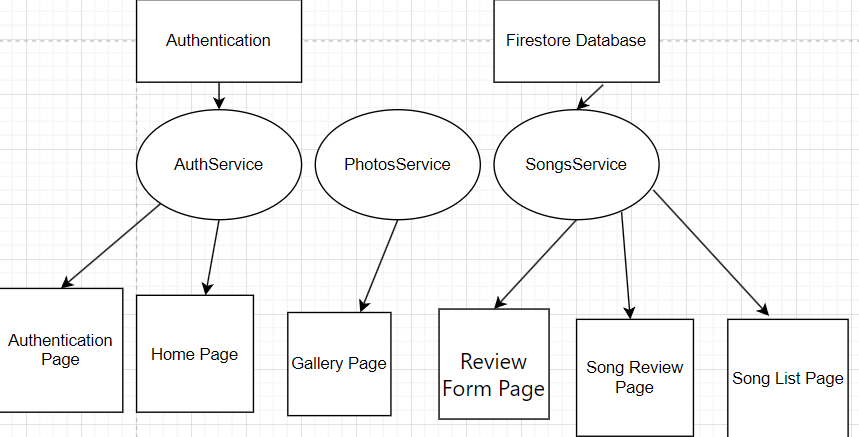 Authentication
Firestore Database
AuthService
PhotosService
SongsService
Authentication
Page
Home Page
Gallery Page
Review
Form Page
Song Review
Page
Song List Page